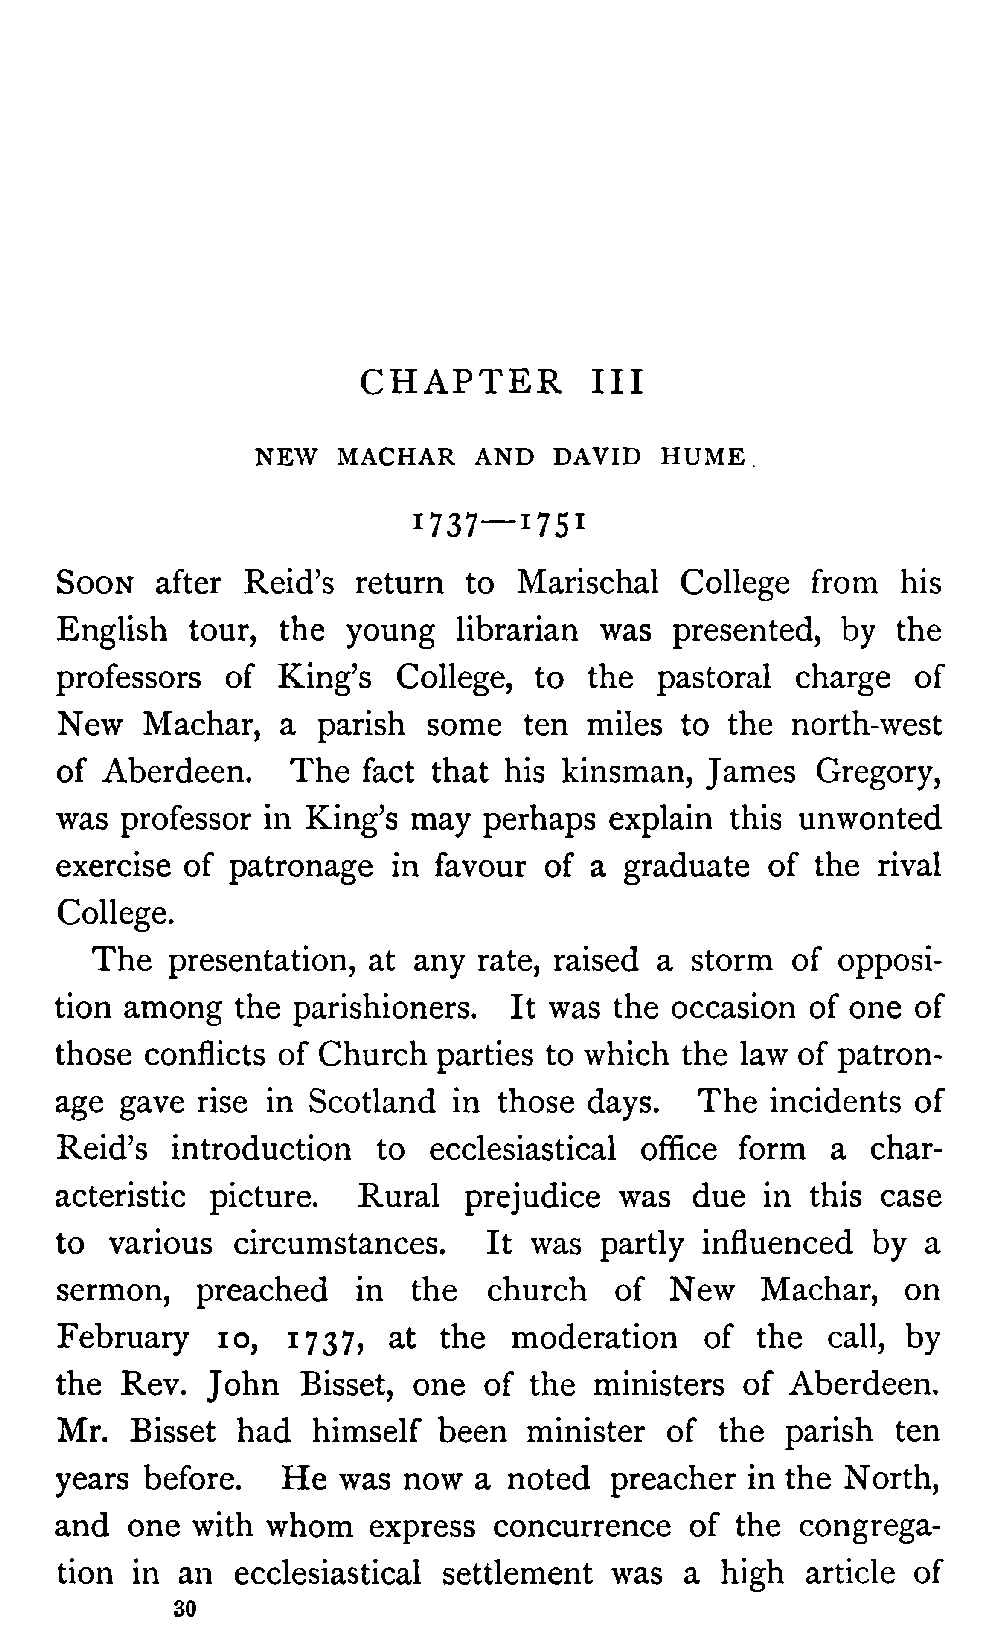 CHAPTER III
NEW MACHAR AND DAVID HUME.
1737—1751
SOON after Reid's return to Marischal College from his
English tour, the young librarian was presented, by the
professors of King's College, to the pastoral charge of
New Machar, a parish some ten miles to the north-west
of Aberdeen. The fact that his kinsman, James Gregory,
was professor in King's may perhaps explain this unwonted
exercise of patronage in favour of a graduate of the rival
College.
The presentation, at any rate, raised a storm of opposi-
tion among the parishioners. It was the occasion of one of
those conflicts of Church parties to which the law of patron-
age gave rise in Scotland in those days. The incidents of
Reid's introduction to ecclesiastical office form a char-
acteristic picture. Rural prejudice was due in this case
to various circumstances. It was partly influenced by a
sermon, preached in the church of New Machar, on
February 10, 1737, at the moderation of the call, by
the Rev. John Bisset, one of the ministers of Aberdeen.
Mr. Bisset had himself been minister of the parish ten
years before. He was now a noted preacher in the North,
and one with whom express concurrence of the congrega-
tion in an ecclesiastical settlement was a high article of
30